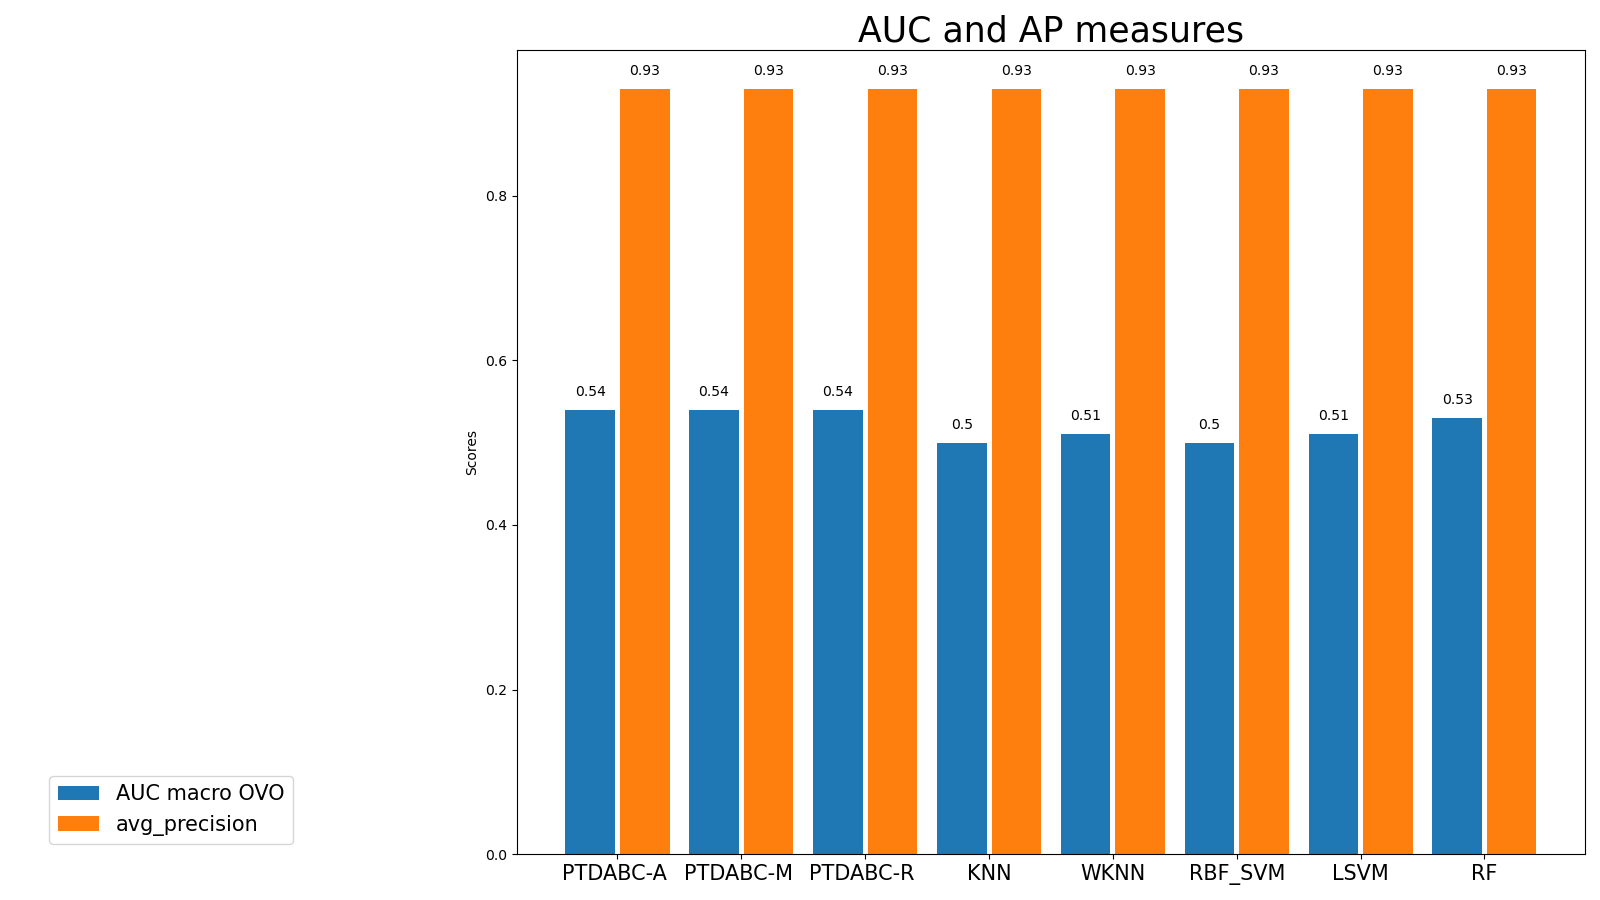 AUC and AP measures
0.93 0.93 0.93 0.93 0.93 0.93 0.93 0.93
0.8
0.6
0.54 0.54 0.54 0.5 0.51 0.5 0.51 0.53
Scores
0.4
0.2
0.0
PTDABC-A PTDABC-M PTDABC-R KNN WKNN RBF_SVM LSVM RF
AUC macro OVO
avg_precision